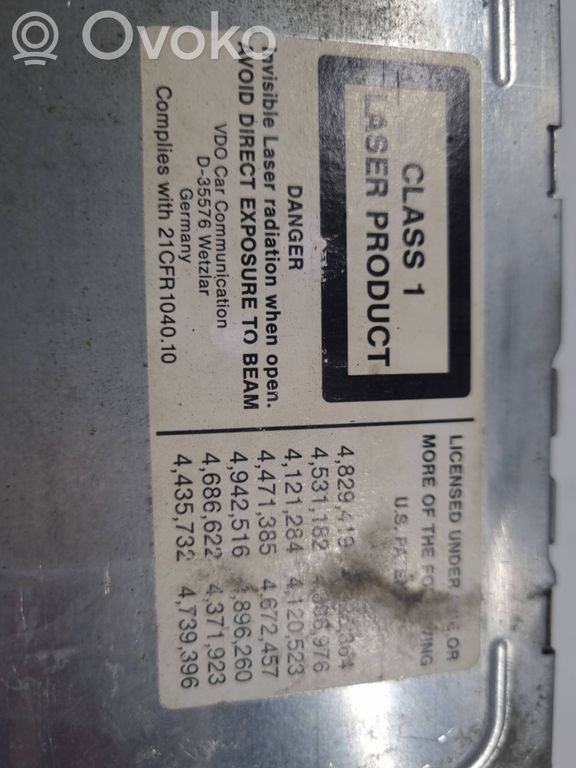 Ovoko
CLASS 1
LASER PRODUCT
DANGER
Invisible Laser radiation when open.
AVOID DIRECT EXPOSURE TO BEAM
VDO Car Communication
D-35576 Wetzlar
Germany
Complies with 21CFR1040.10
LICENSED UNDER OR
MORE OF THE
U.S.
4,829,419
4,531,182
4,121,284 4,120,523
4,471,385 4,672,457
4,942,516 ,896,260
4,686,622 4,371,923
4,435,732 4,739,396